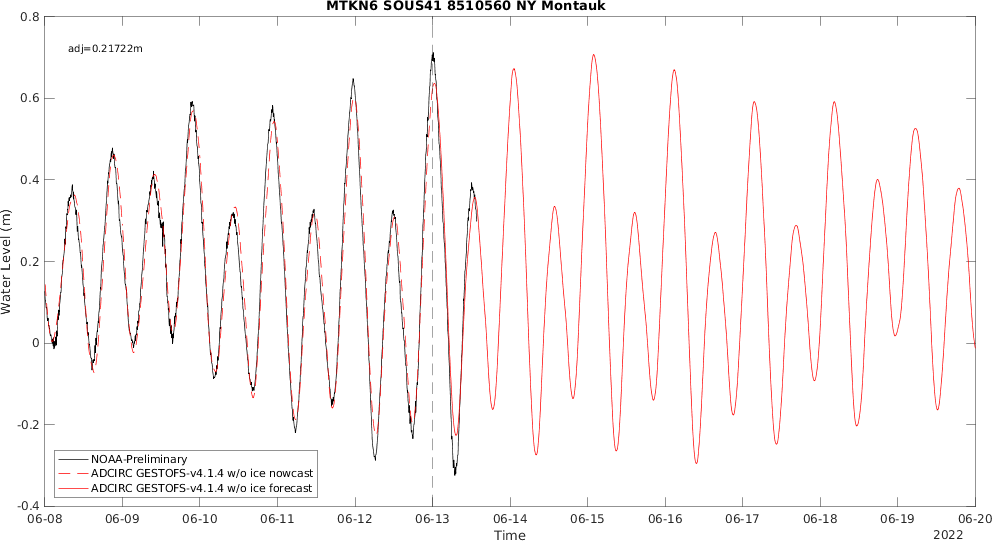 MTKN6 SOUS41 8510560 NY Montauk
adj=0.21722m
0.8
0.6
0.4
0.2
0
-0.2
-0.4
Water Level (m)
NOAA-Preliminary
ADCIRC GESTOFS-v4.1.4 w/o ice nowcast
ADCIRC GESTOFS-v4.1.4 w/o ice forecast
06-08 06-09 06-10 06-11 06-12 06-13 06-14 06-15 06-16 06-17 06-18 06-19 06-20
Time
2022